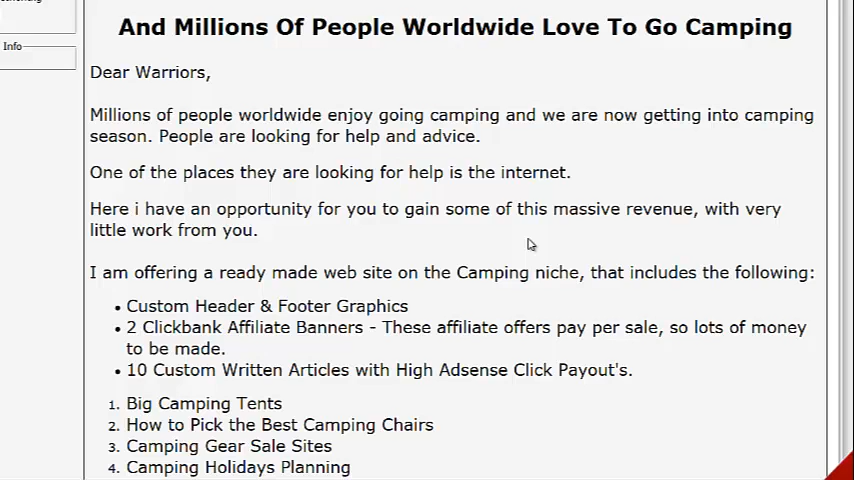 And Millions Of People Worldwide Love To Go Camping
Info
Dear Warriors,
Millions of people worldwide enjoy going camping and we are now getting into camping
season. People are looking for help and advice.
One of the places they are looking for help is the internet.
Here i have an opportunity for you to gain some of this massive revenue, with very
little work from you.
I am offering a ready made web site on the Camping niche, that includes the following:
• Custom Header & Footer Graphics
• 2 Clickbank Affiliate Banners - These affiliate offers pay per sale, so lots of money
to be made.
• 10 Custom Written Articles with High Adsense Click Payout's.
1. Big Camping Tents
2. How to Pick the Best Camping Chairs
3. Camping Gear Sale Sites
4. Camping Holidays Planning